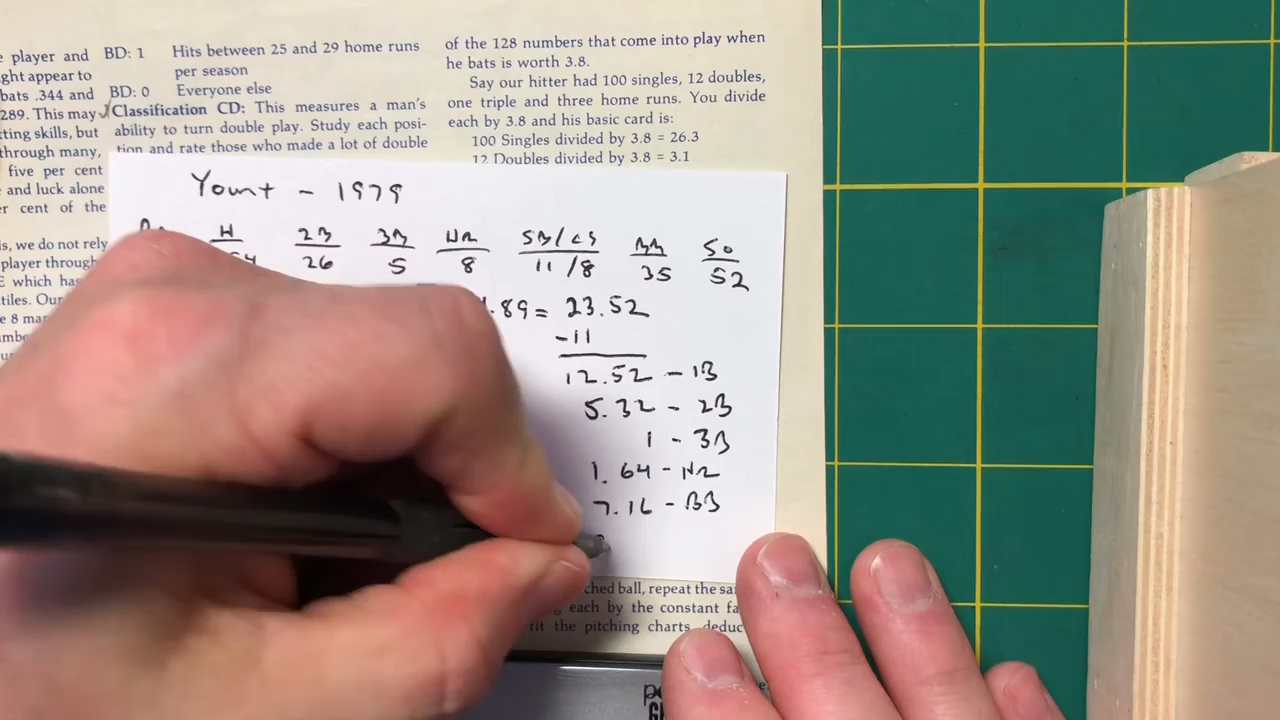 e player and
ght appear to
bats .344 and
289. This may
tting skills, but
through many,
five per cent
e and luck alone
er cent of the
is, we do not rely
player through
E which has
tiles. Our
e 8 mar
BD: 1 Hits between 25 and 29 home runs
per season
BD: 0 Everyone else
Classification CD: This measures a man's
ability to turn double play. Study each posi-
tion and rate those who made a lot of double
of the 128 numbers that come into play when
he bats is worth 3.8.
Say our hitter had 100 singles, 12 doubles,
one triple and three home runs. You divide
each by 3.8 and his basic card is:
100 Singles divided by 3.8 = 26.3
12 Doubles divided by 3.8 = 3.1
Yount - 1979
H 2B 3B HR SB/CS BB SO
26 5 8 11/8 35 52
.89 = 23.52
-11
12.52 - 1B
5.32 - 2B
1 - 3B
1.64 - HR
7.16 - BB
ched ball, repeat the sa
each by the constant fa
rit the pitching charts, deduc